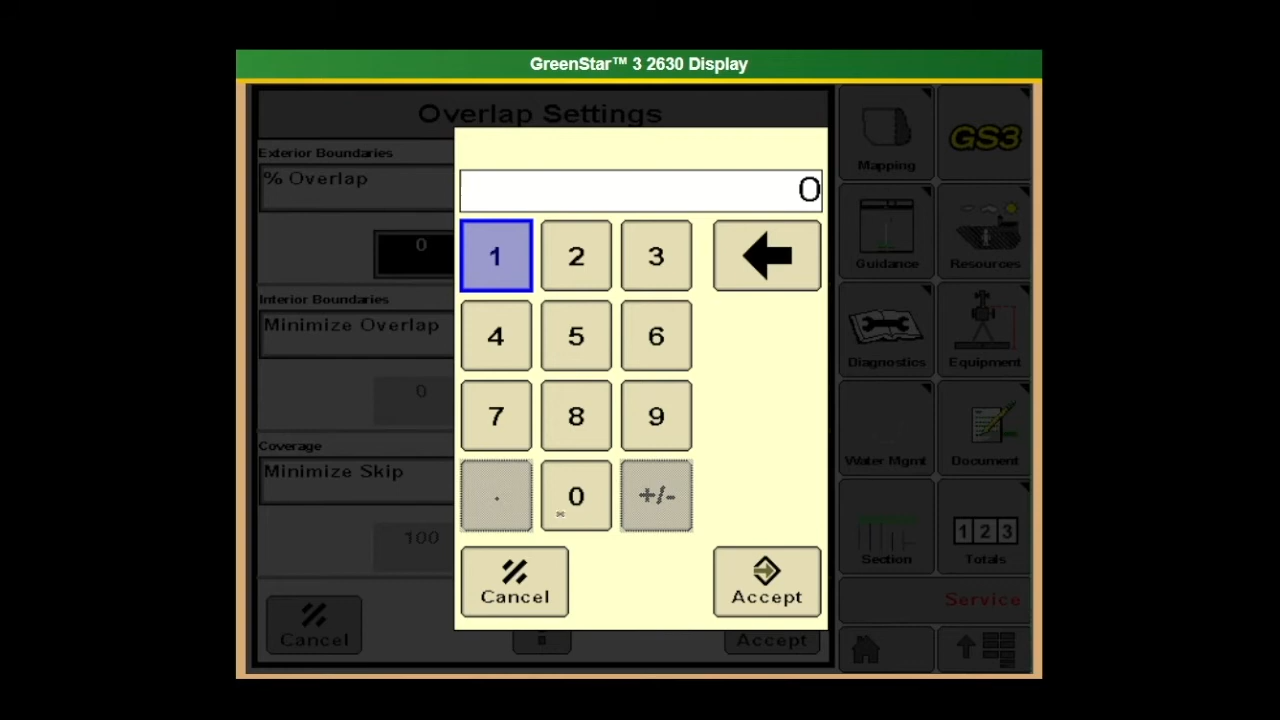 GreenStar™ 3 2630 Display
Overlap Settings
Exterior Boundaries
% Overlap
0
Interior Boundaries
Minimize Overlap
0
Coverage
Minimize Skip
100
Cancel
Accept
0
1 2 3
4 5 6
7 8 9
. 0 +/-
Cancel
Accept
Mapping
GS3
Guidance
Resources
Diagnostics
Equipment
Water Mgmt
Document
Section
1 2 3
Totals
Service